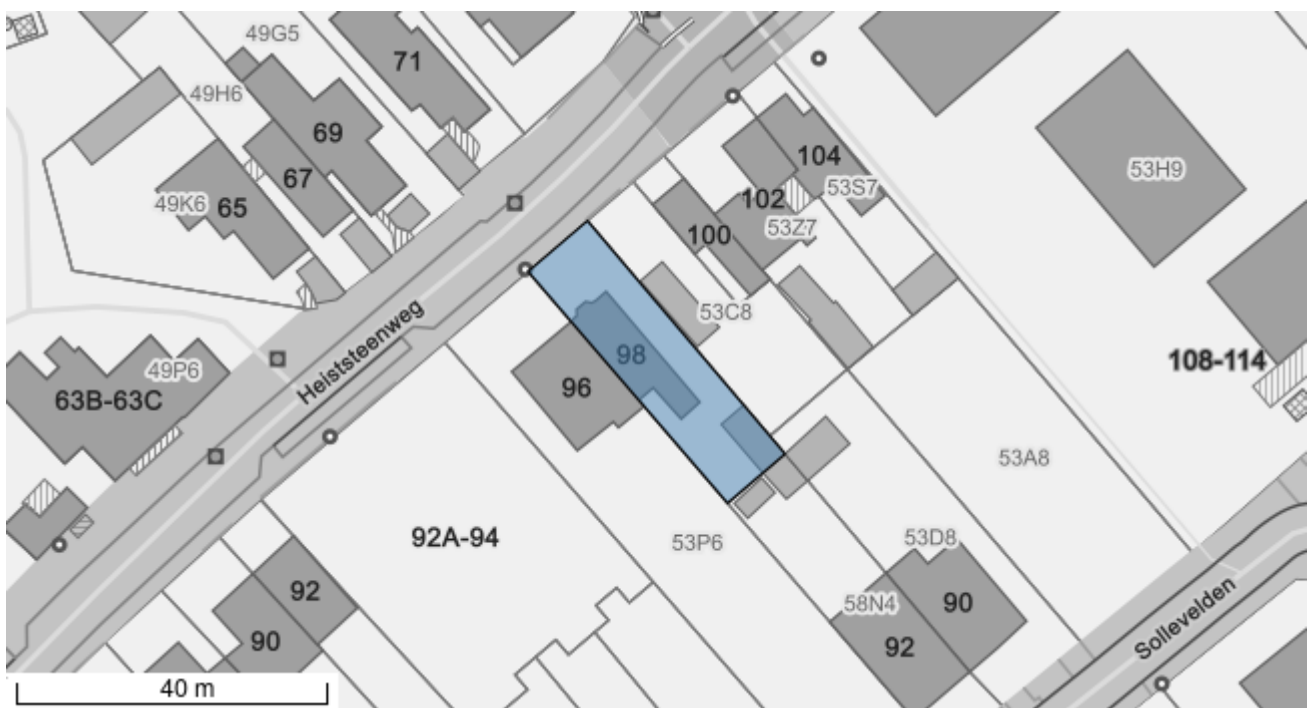 49G5
71
49H6
69
104
67
53H9
53S7
102
49K6
65
53Z7
100
53C8
Heiststeenweg
98
108-114
49P6
96
63B-63C
53A8
92A-94
53P6
53D8
92
58N4
90
Sollevelden
90
92
40 m